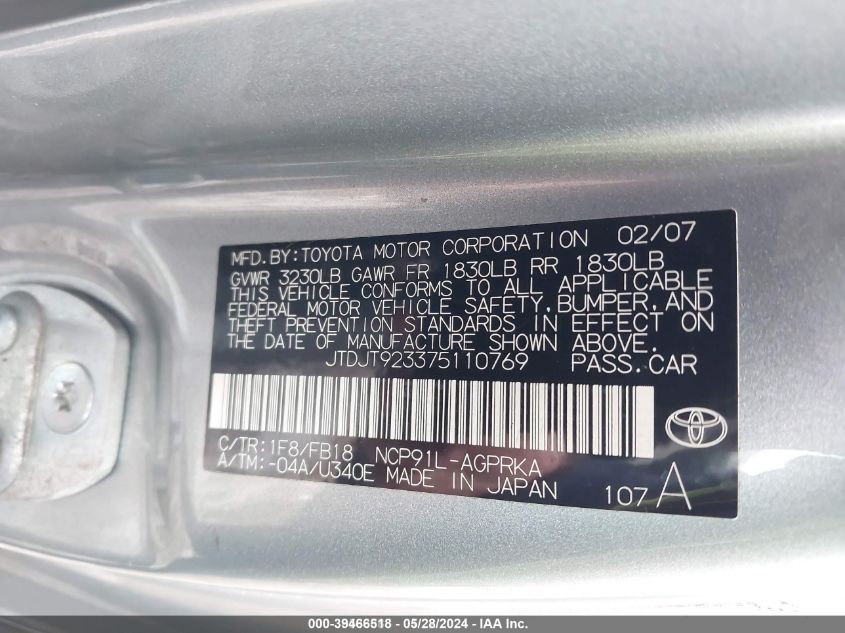 MFD.BY:TOYOTA MOTOR CORPORATION 02/07
GVWR 3230LB GAWR FR 1830LB RR 1830LB
THIS VEHICLE CONFORMS TO ALL APPLICABLE
FEDERAL MOTOR VEHICLE SAFETY,BUMPER,AND
THEFT PREVENTION STANDARDS IN EFFECT ON
THE DATE OF MANUFACTURE SHOWN ABOVE.
JTDJT923375110769 PASS.CAR
C/TR:1F8/FB18 NCP91L-AGPRKA
A/TM:-04A/U340E MADE IN JAPAN
107 A
000-39466518 - 05/28/2024 - IAA Inc.